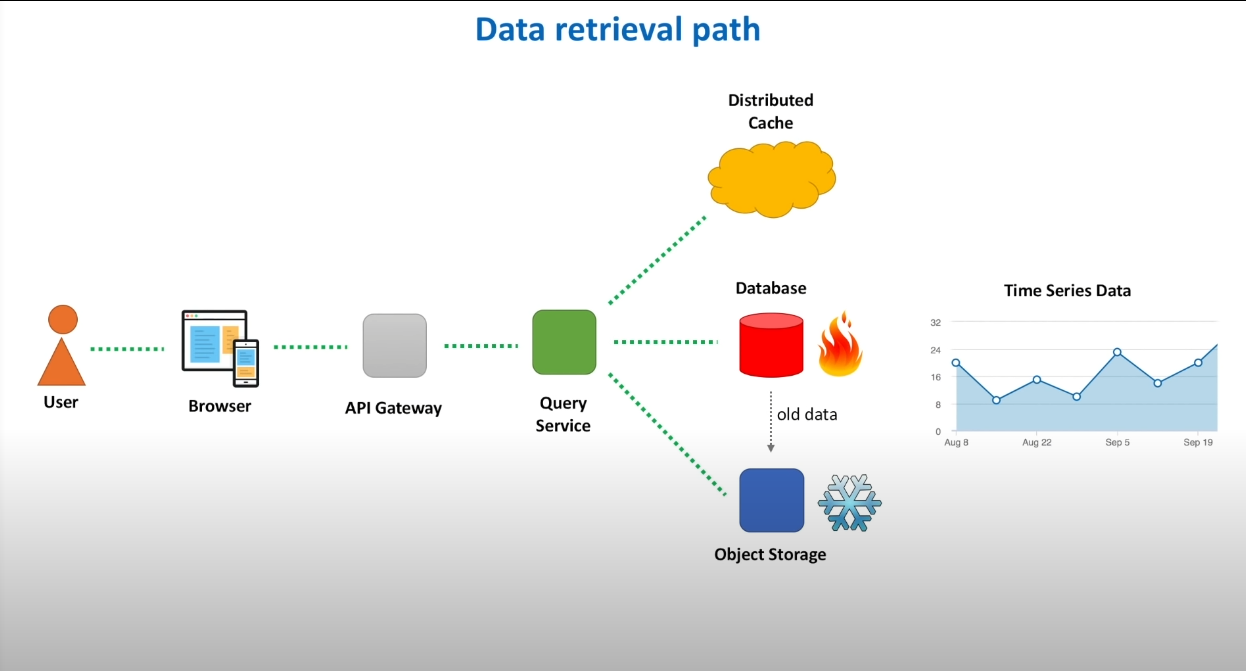 Data retrieval path
Distributed
Cache
Database
Time Series Data
32
24
16
8
0
Aug 8
Aug 22
Sep 5
Sep 19
old data
User
Browser
API Gateway
Query
Service
Object Storage